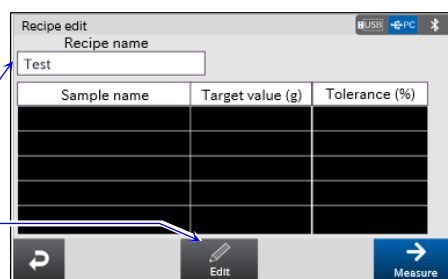 Recipe edit
USB PC
Recipe name
Test
Sample name Target value (g) Tolerance (%)
Edit
Measure